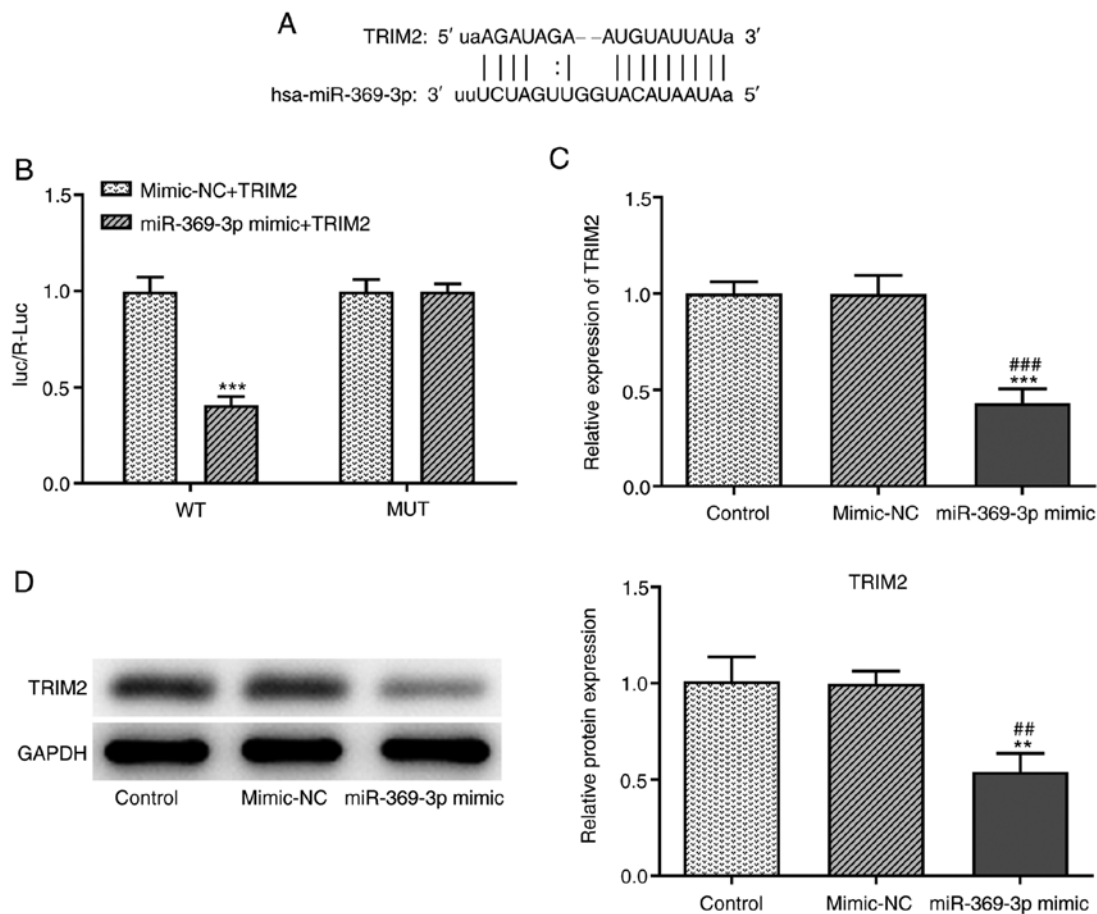 A
TRIM2: 5′ uaAGAUAGA--AUGUAUUAUa 3′
hsa-miR-369-3p: 3′ uuUCUAGUUGGUACAUAAUAa 5′
B
Mimic-NC+TRIM2
miR-369-3p mimic+TRIM2
luc/R-Luc
1.5
1.0
0.5
0.0
***
WT
MUT
C
Relative expression of TRIM2
1.5
1.0
0.5
0.0
###
***
Control
Mimic-NC
miR-369-3p mimic
D
TRIM2
GAPDH
Control
Mimic-NC
miR-369-3p mimic
TRIM2
Relative protein expression
1.5
1.0
0.5
0.0
##
**
Control
Mimic-NC
miR-369-3p mimic